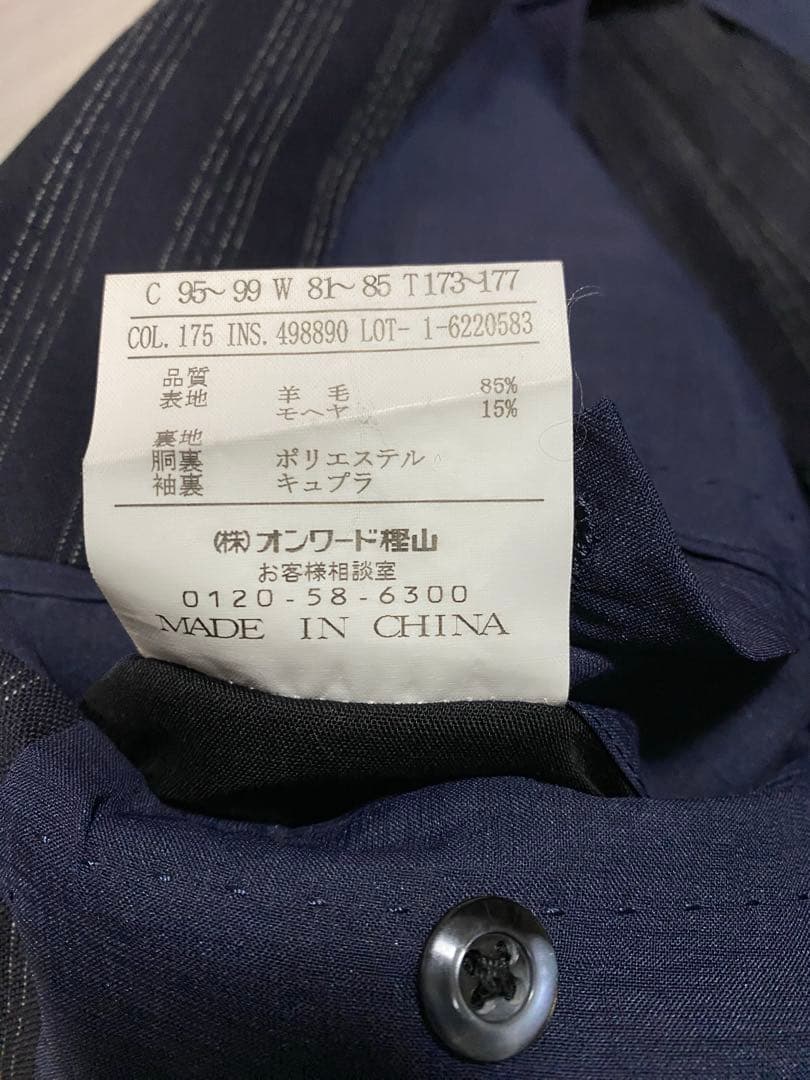 C 95～99 W 81～85 T173～177
COL.175 INS.498890 LOT- 1-6220583
品質
表地 羊毛 85%
モヘヤ 15%
裏地
胴裏 ポリエステル
袖裏 キュプラ
(株)オンワード樫山
お客様相談室
0120-58-6300
MADE IN CHINA